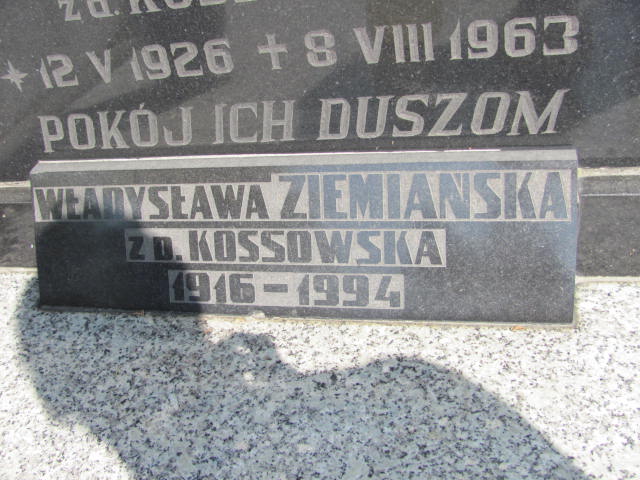 z d.
* 12 V 1926 + 8 VIII 1963
POKÓJ ICH DUSZOM
WŁADYSŁAWA ZIEMIAŃSKA
Z D. KOSSOWSKA
1916 – 1994